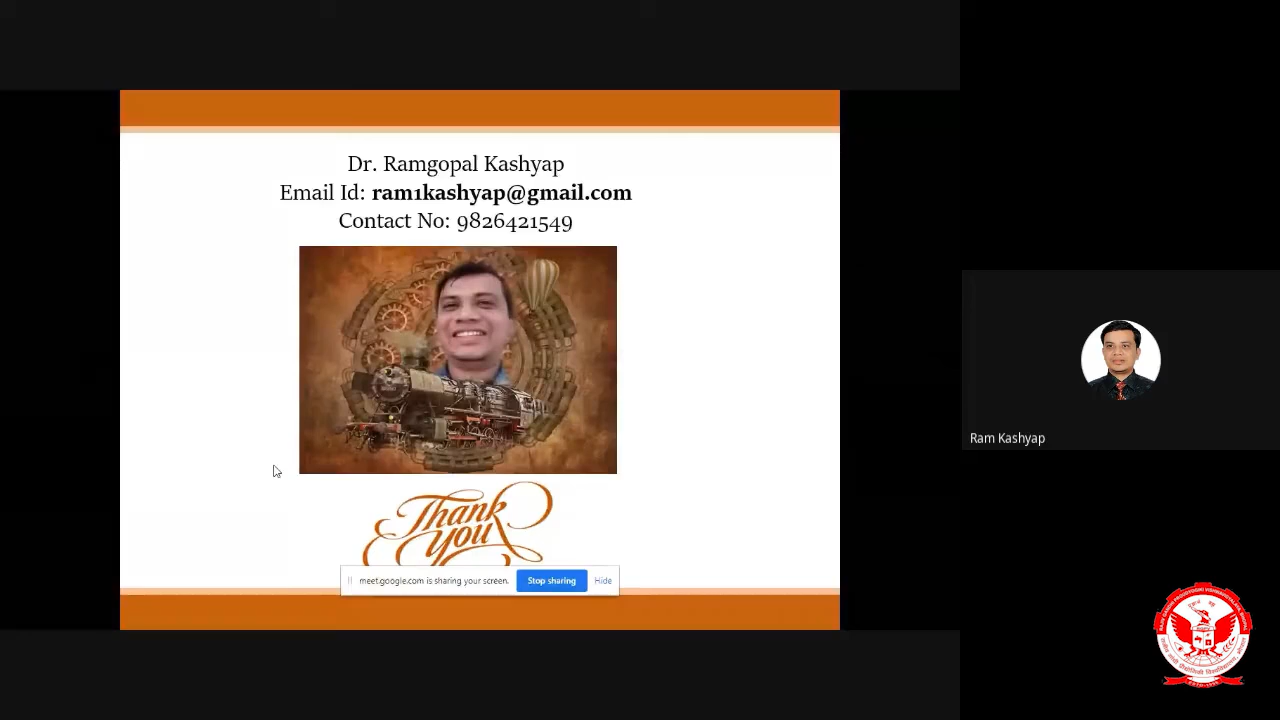 Dr. Ramgopal Kashyap
Email Id: ram1kashyap@gmail.com
Contact No: 9826421549
Thank
you
meet.google.com is sharing your screen. Stop sharing Hide
Ram Kashyap